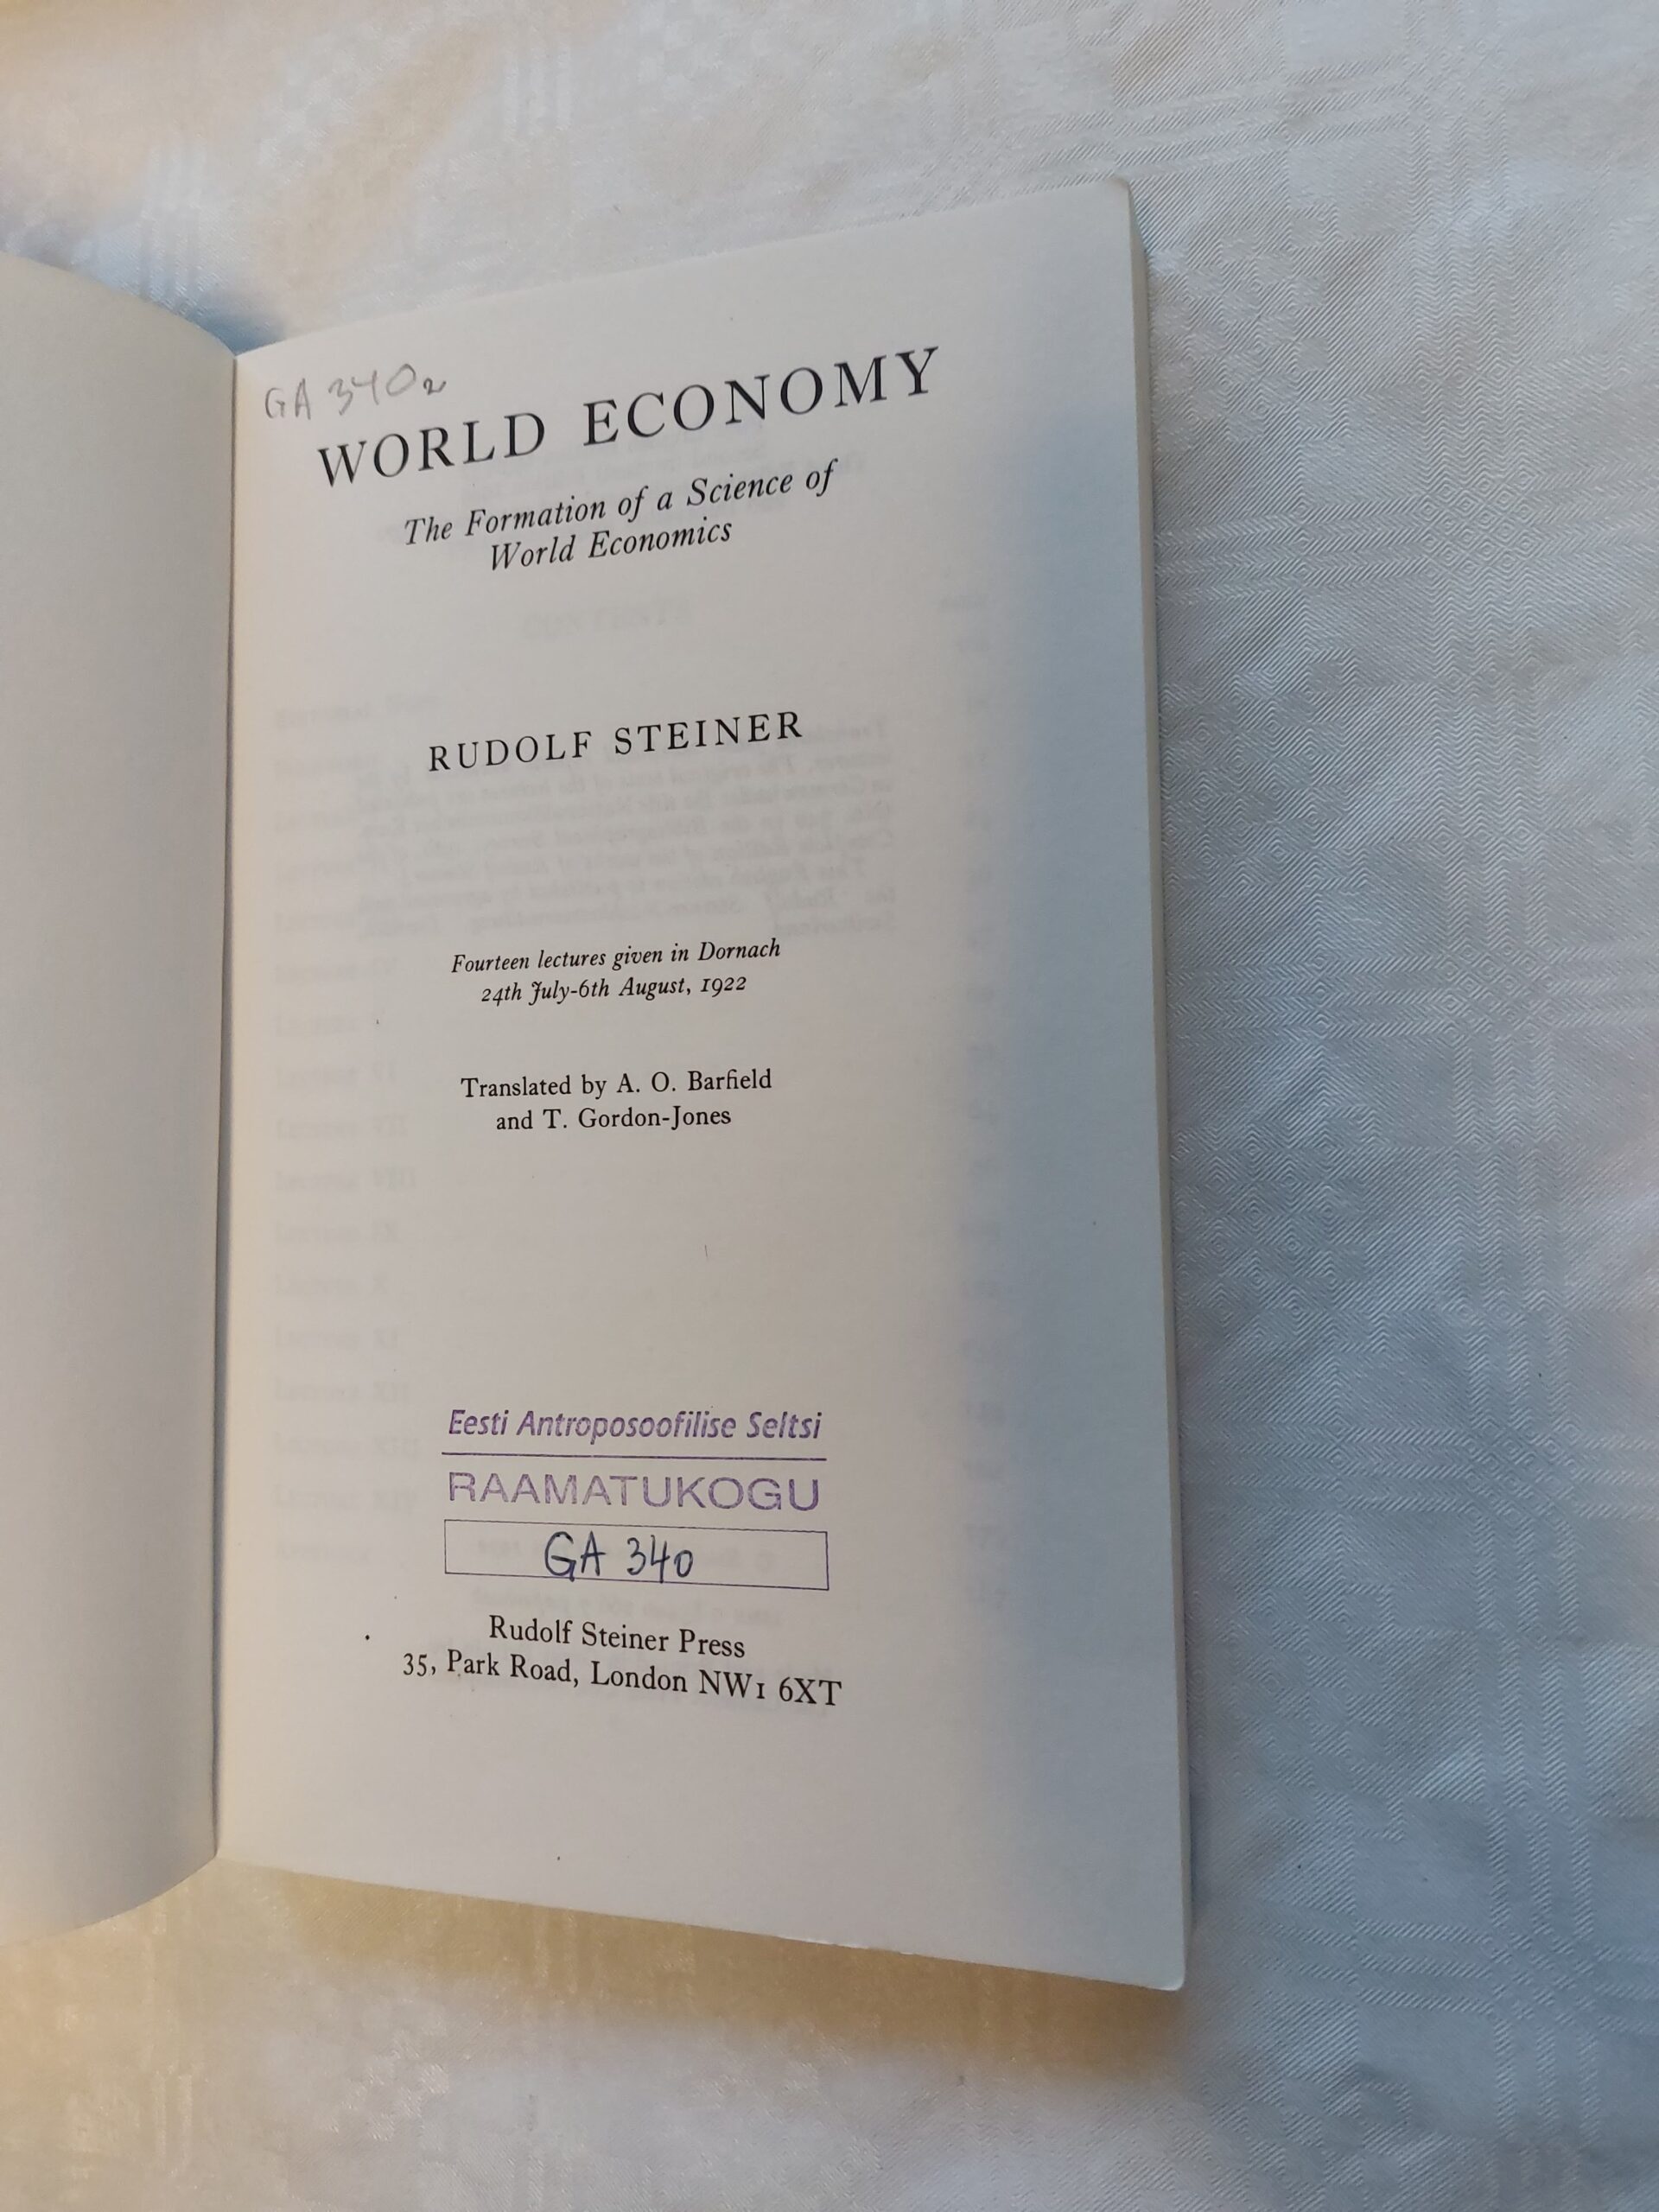 GA 340
WORLD ECONOMY
The Formation of a Science of
World Economics
RUDOLF STEINER
Fourteen lectures given in Dornach
24th July-6th August, 1922
Translated by A. O. Barfield
and T. Gordon-Jones
Eesti Antroposoofilise Seltsi
RAAMATUKOGU
GA 340
Rudolf Steiner Press
35, Park Road, London NW1 6XT